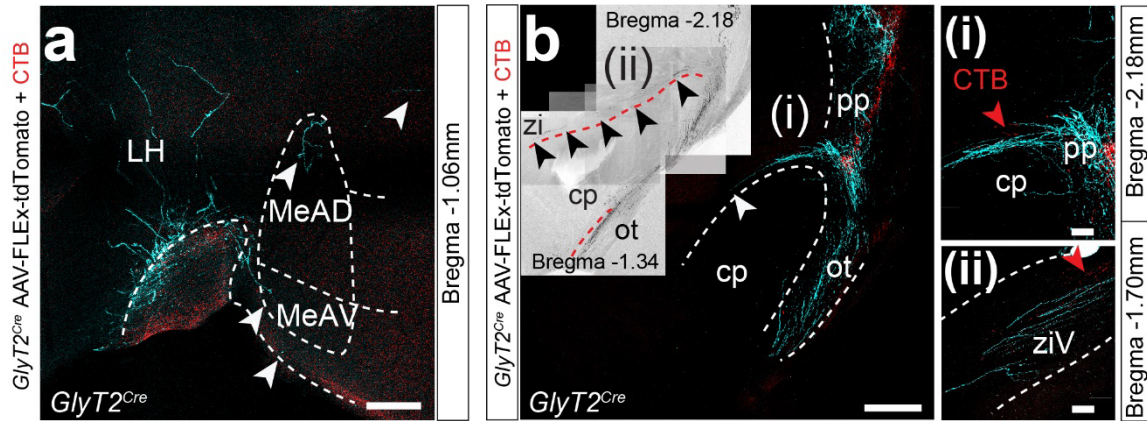 a
GlyT2Cre AAV-FLEx-tdTomato + CTB
LH
MeAD
MeAV
GlyT2Cre
Bregma -1.06mm
b
GlyT2Cre AAV-FLEx-tdTomato + CTB
Bregma -2.18
(ii)
zi
cp
ot
Bregma -1.34
(i)
pp
cp
ot
GlyT2Cre
(i)
CTB
pp
cp
Bregma -2.18mm
(ii)
ziV
Bregma -1.70mm